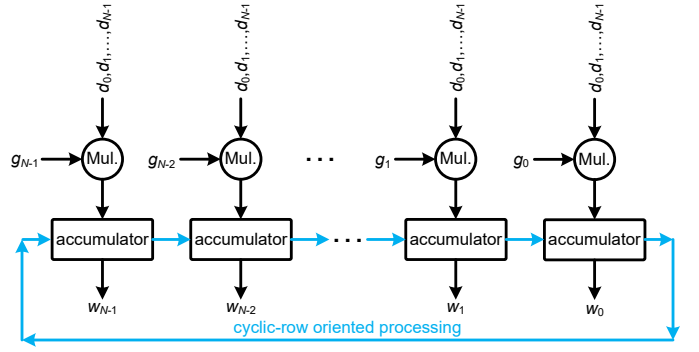 d0,d1,...,dN-1 d0,d1,...,dN-1 d0,d1,...,dN-1 d0,d1,...,dN-1
gN-1 Mul. gN-2 Mul. ... g1 Mul. g0 Mul.
accumulator accumulator ... accumulator accumulator
wN-1 wN-2 w1 w0
cyclic-row oriented processing